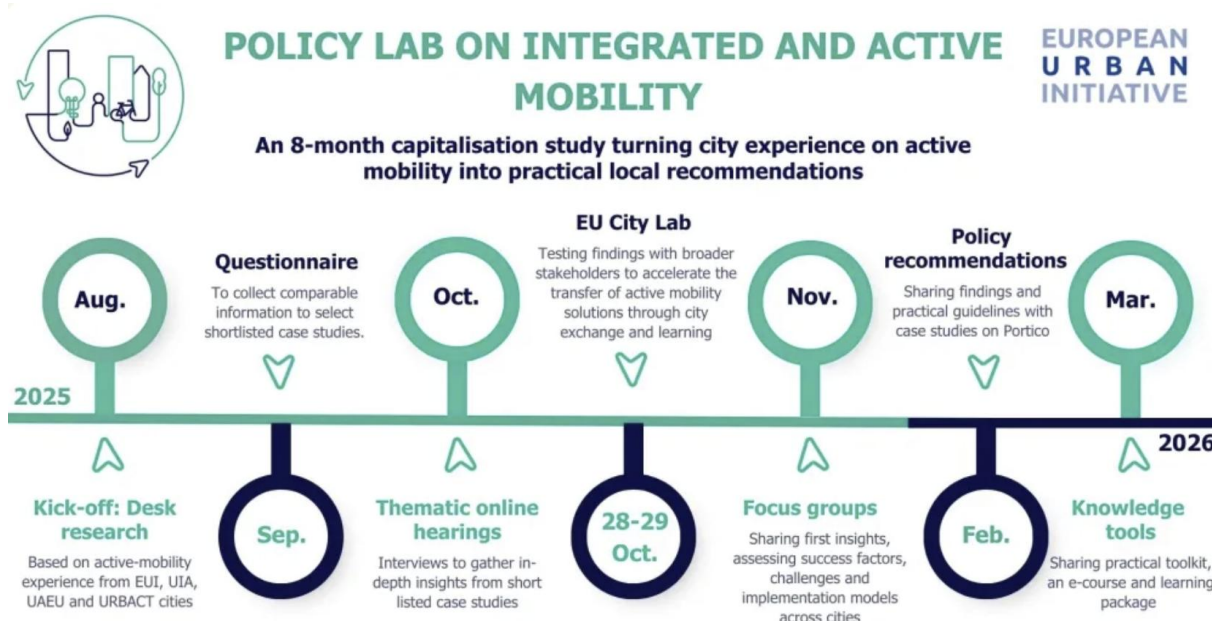 POLICY LAB ON INTEGRATED AND ACTIVE
MOBILITY
EUROPEAN
URBAN
INITIATIVE
An 8-month capitalisation study turning city experience on active
mobility into practical local recommendations
2025
Aug.
Kick-off: Desk
research
Based on active-mobility
experience from EUI, UIA,
UAEU and URBACT cities
Questionnaire
To collect comparable
information to select
shortlisted case studies.
Sep.
Oct.
Thematic online
hearings
Interviews to gather in-
depth insights from short
listed case studies
EU City Lab
Testing findings with broader
stakeholders to accelerate the
transfer of active mobility
solutions through city
exchange and learning
28-29
Oct.
Nov.
Focus groups
Sharing first insights,
assessing success factors,
challenges and
implementation models
across cities
Policy
recommendations
Sharing findings and
practical guidelines with
case studies on Portico
Feb.
Mar.
2026
Knowledge
tools
Sharing practical toolkit,
an e-course and learning
package